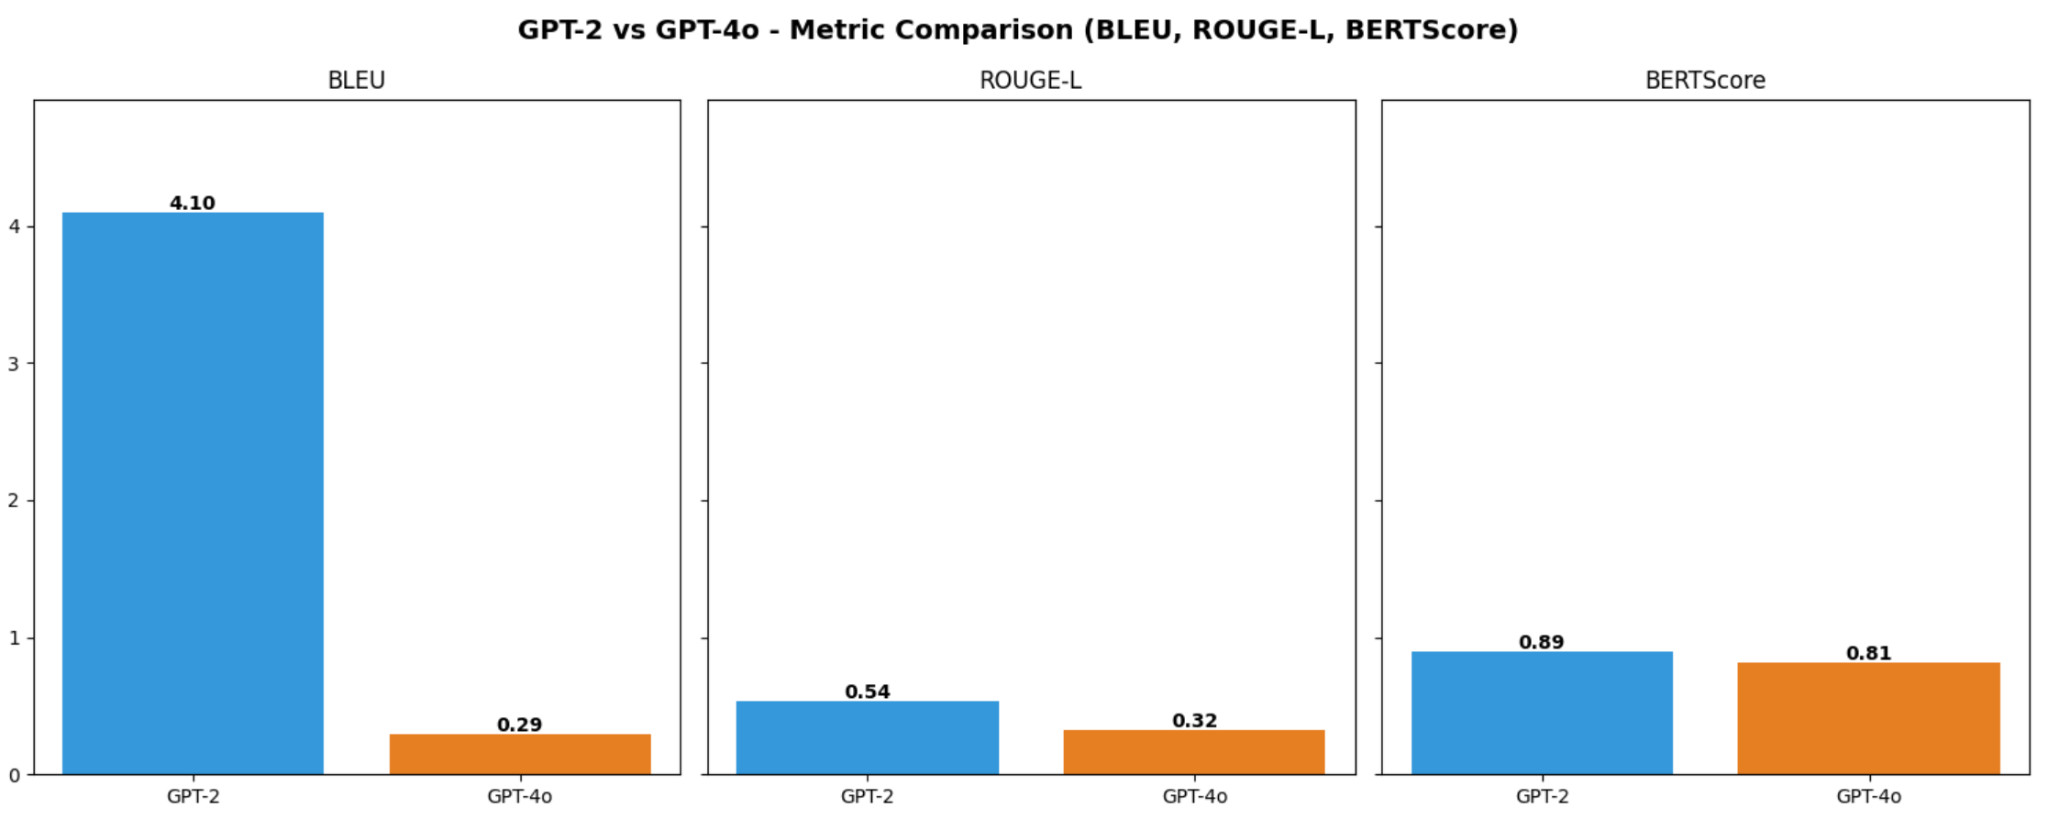 GPT-2 vs GPT-4o - Metric Comparison (BLEU, ROUGE-L, BERTScore)
BLEU
4.10
0.29
4
3
2
1
0
GPT-2
GPT-4o
ROUGE-L
0.54
0.32
GPT-2
GPT-4o
BERTScore
0.89
0.81
GPT-2
GPT-4o